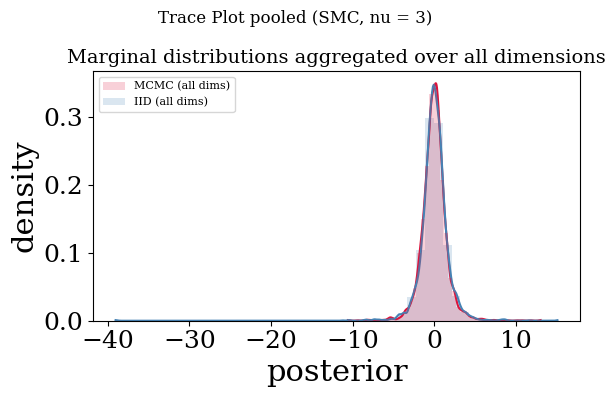 Trace Plot pooled (SMC, nu = 3)
Marginal distributions aggregated over all dimensions
MCMC (all dims)
IID (all dims)
density
0.3
0.2
0.1
0.0
−40
−30
−20
−10
0
10
posterior